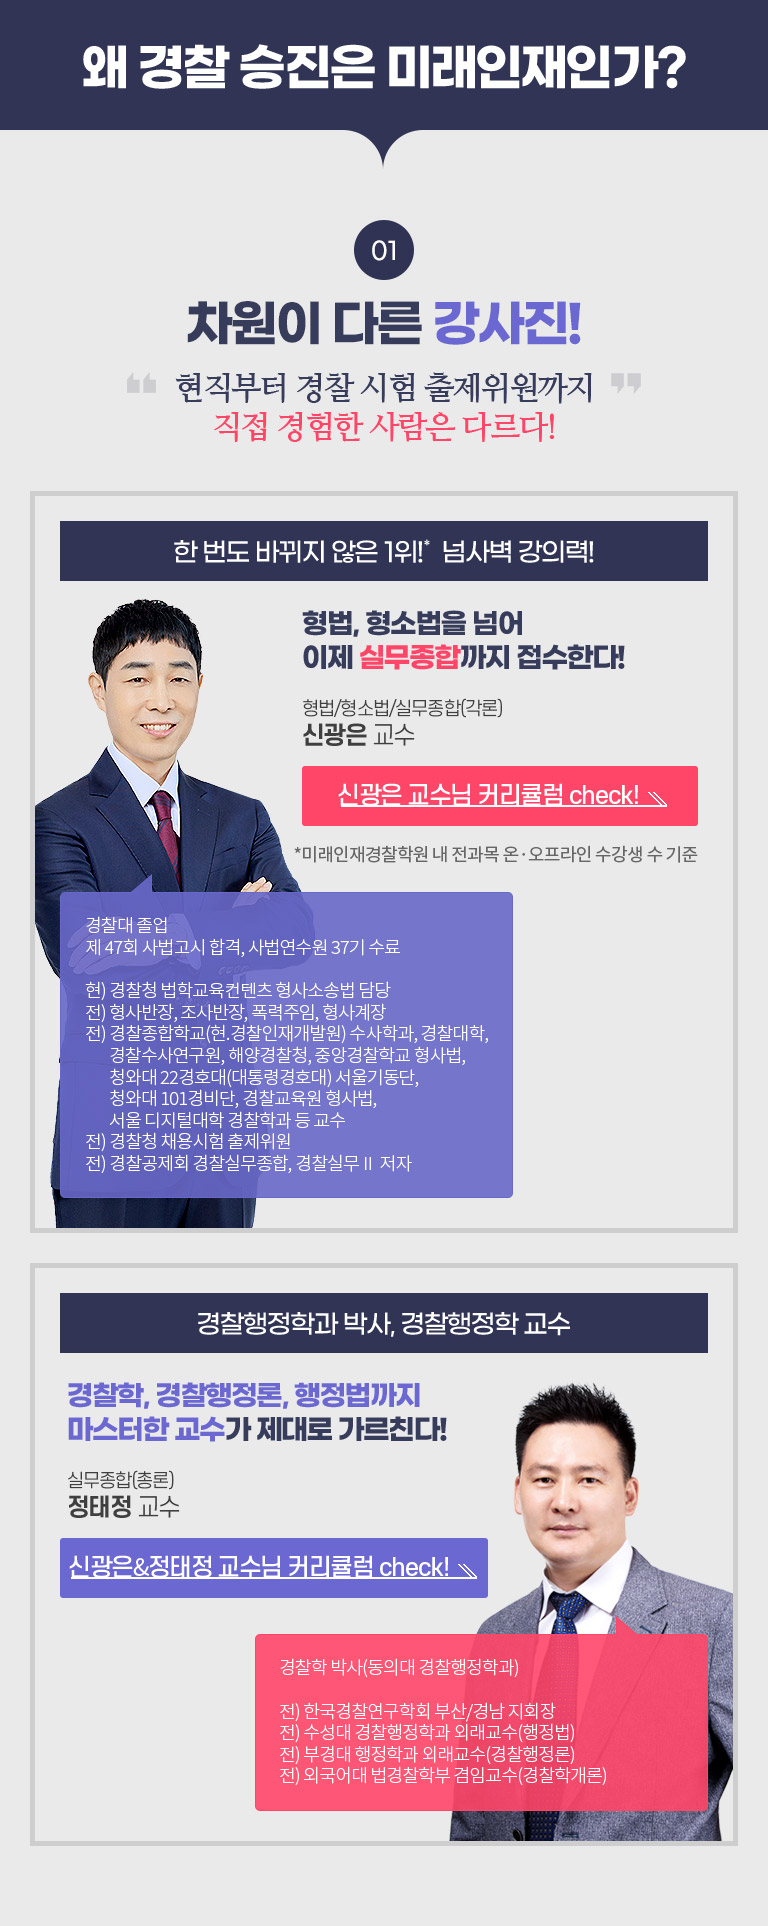 왜 경찰 승진은 미래인재인가?
01
차원이 다른 강사진!
“ 현직부터 경찰 시험 출제위원까지 ”
직접 경험한 사람은 다르다!
한 번도 바뀌지 않은 1위!* 넘사벽 강의력!
형법, 형소법을 넘어
이제 실무종합까지 접수한다!
형법/형소법/실무종합(각론)
신광은 교수
신광은 교수님 커리큘럼 check!
*미래인재경찰학원 내 전과목 온·오프라인 수강생 수 기준
경찰대 졸업
제 47회 사법고시 합격, 사법연수원 37기 수료
현) 경찰청 법학교육컨텐츠 형사소송법 담당
전) 형사반장, 조사반장, 폭력주임, 형사계장
전) 경찰종합학교(현.경찰인재개발원) 수사학과, 경찰대학,
경찰수사연구원, 해양경찰청, 중앙경찰학교 형사법,
청와대 22경호대(대통령경호대) 서울기동단,
청와대 101경비단, 경찰교육원 형사법,
서울 디지털대학 경찰학과 등 교수
전) 경찰청 채용시험 출제위원
전) 경찰공제회 경찰실무종합, 경찰실무 II 저자
경찰행정학과 박사, 경찰행정학 교수
경찰학, 경찰행정론, 행정법까지
마스터한 교수가 제대로 가르친다!
실무종합(총론)
정태정 교수
신광은&정태정 교수님 커리큘럼 check!
경찰학 박사(동의대 경찰행정학과)
전) 한국경찰연구학회 부산/경남 지회장
전) 수성대 경찰행정학과 외래교수(행정법)
전) 부경대 행정학과 외래교수(경찰행정론)
전) 외국어대 법경찰학부 겸임교수(경찰학개론)